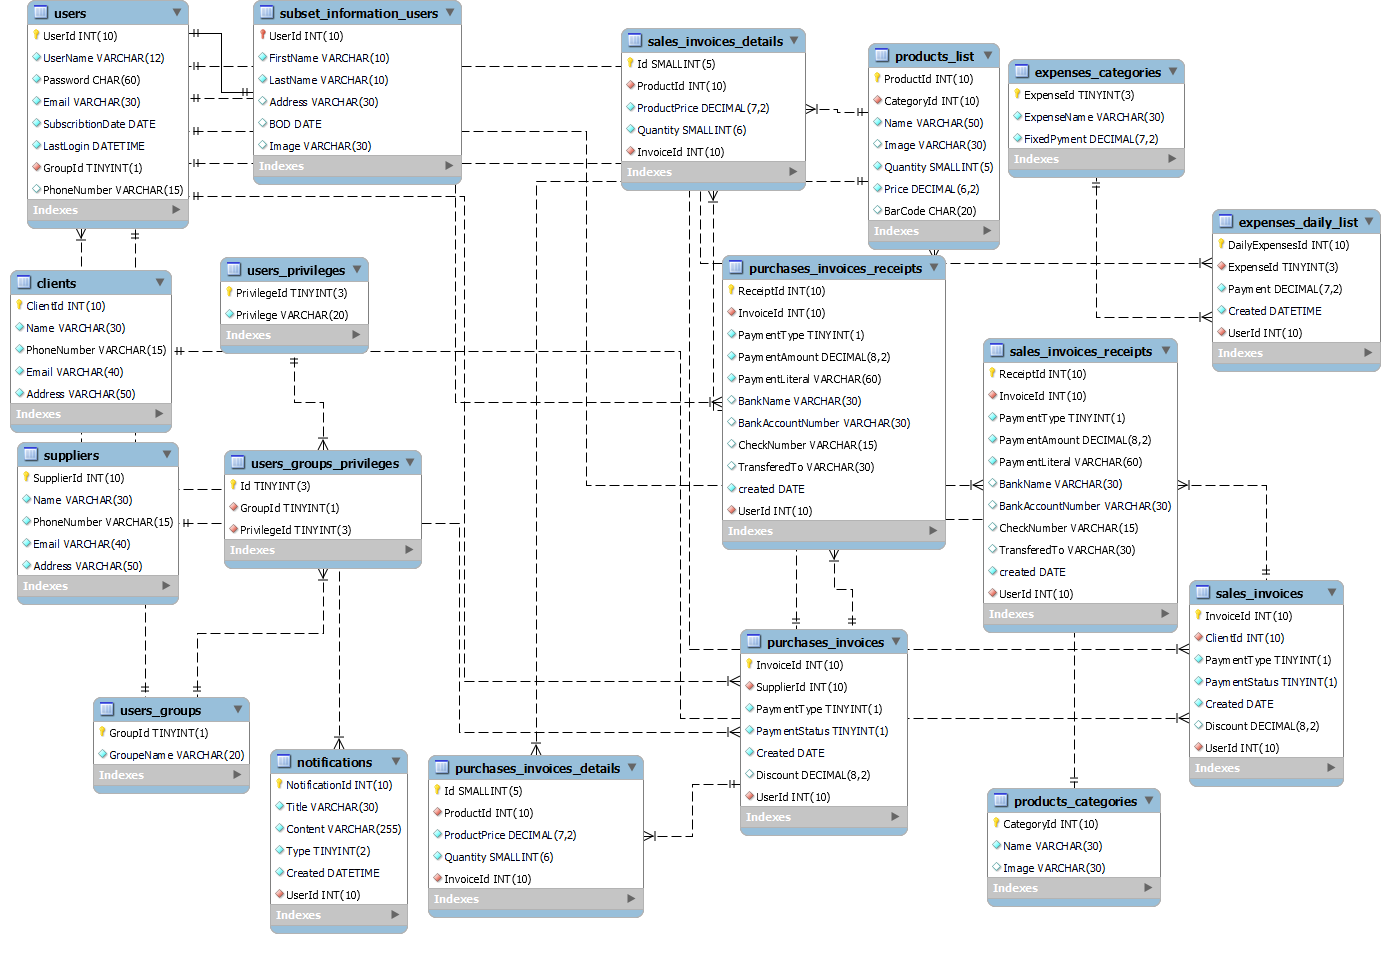 users
UserId INT(10)
UserName VARCHAR(12)
Password CHAR(60)
Email VARCHAR(30)
SubscribtionDate DATE
LastLogin DATETIME
GroupId TINYINT(1)
PhoneNumber VARCHAR(15)
Indexes
subset_information_users
UserId INT(10)
FirstName VARCHAR(10)
LastName VARCHAR(10)
Address VARCHAR(30)
BOD DATE
Image VARCHAR(30)
Indexes
sales_invoices_details
Id SMALLINT(5)
ProductId INT(10)
ProductPrice DECIMAL(7,2)
Quantity SMALLINT(6)
InvoiceId INT(10)
Indexes
products_list
ProductId INT(10)
CategoryId INT(10)
Name VARCHAR(50)
Image VARCHAR(30)
Quantity SMALLINT(5)
Price DECIMAL(6,2)
BarCode CHAR(20)
Indexes
expenses_categories
ExpenseId TINYINT(3)
ExpenseName VARCHAR(30)
FixedPyment DECIMAL(7,2)
Indexes
expenses_daily_list
DailyExpensesId INT(10)
ExpenseId TINYINT(3)
Payment DECIMAL(7,2)
Created DATETIME
UserId INT(10)
Indexes
clients
ClientId INT(10)
Name VARCHAR(30)
PhoneNumber VARCHAR(15)
Email VARCHAR(40)
Address VARCHAR(50)
Indexes
users_privileges
PrivilegeId TINYINT(3)
Privilege VARCHAR(20)
Indexes
purchases_invoices_receipts
ReceiptId INT(10)
InvoiceId INT(10)
PaymentType TINYINT(1)
PaymentAmount DECIMAL(8,2)
PaymentLiteral VARCHAR(60)
BankName VARCHAR(30)
BankAccountNumber VARCHAR(30)
CheckNumber VARCHAR(15)
TransferedTo VARCHAR(30)
created DATE
UserId INT(10)
Indexes
sales_invoices_receipts
ReceiptId INT(10)
InvoiceId INT(10)
PaymentType TINYINT(1)
PaymentAmount DECIMAL(8,2)
PaymentLiteral VARCHAR(60)
BankName VARCHAR(30)
BankAccountNumber VARCHAR(30)
CheckNumber VARCHAR(15)
TransferedTo VARCHAR(30)
created DATE
UserId INT(10)
Indexes
suppliers
SupplierId INT(10)
Name VARCHAR(30)
PhoneNumber VARCHAR(15)
Email VARCHAR(40)
Address VARCHAR(50)
Indexes
users_groups_privileges
Id TINYINT(3)
GroupId TINYINT(1)
PrivilegeId TINYINT(3)
Indexes
sales_invoices
InvoiceId INT(10)
ClientId INT(10)
PaymentType TINYINT(1)
PaymentStatus TINYINT(1)
Created DATE
Discount DECIMAL(8,2)
UserId INT(10)
Indexes
purchases_invoices
InvoiceId INT(10)
SupplierId INT(10)
PaymentType TINYINT(1)
PaymentStatus TINYINT(1)
Created DATE
Discount DECIMAL(8,2)
UserId INT(10)
Indexes
users_groups
GroupId TINYINT(1)
GroupeName VARCHAR(20)
Indexes
notifications
NotificationId INT(10)
Title VARCHAR(30)
Content VARCHAR(255)
Type TINYINT(2)
Created DATETIME
UserId INT(10)
Indexes
purchases_invoices_details
Id SMALLINT(5)
ProductId INT(10)
ProductPrice DECIMAL(7,2)
Quantity SMALLINT(6)
InvoiceId INT(10)
Indexes
products_categories
CategoryId INT(10)
Name VARCHAR(30)
Image VARCHAR(30)
Indexes